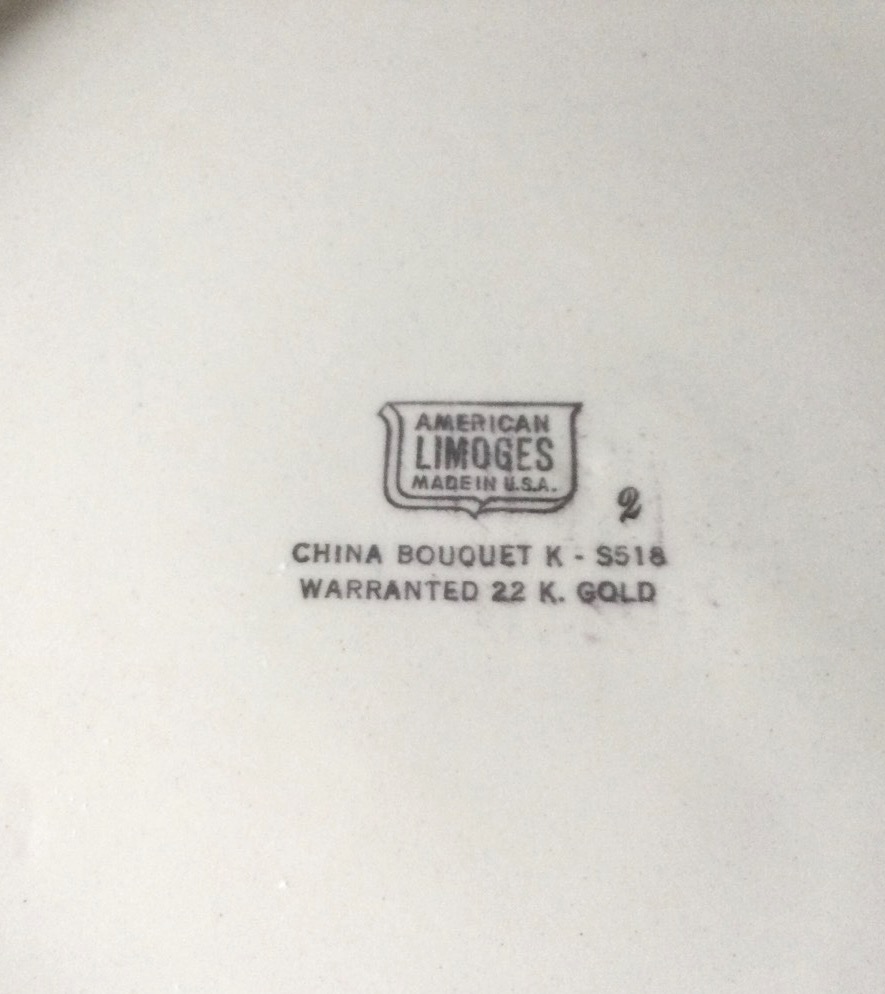 AMERICAN
LIMOGES
MADE IN U.S.A.
2
CHINA BOUQUET K - S518
WARRANTED 22 K. GOLD